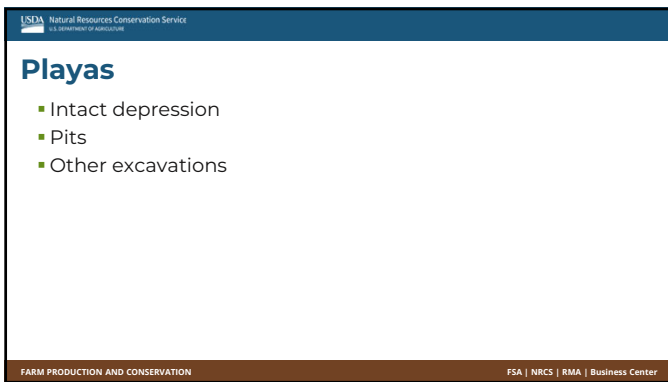 USDA Natural Resources Conservation Service
U.S. DEPARTMENT OF AGRICULTURE
Playas
▪ Intact depression
▪ Pits
▪ Other excavations
FARM PRODUCTION AND CONSERVATION
FSA | NRCS | RMA | Business Center